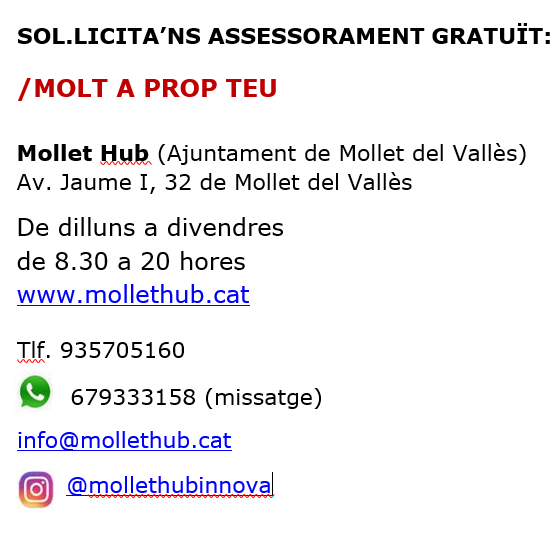 SOL.LICITA’NS ASSESSORAMENT GRATUÏT:
/MOLT A PROP TEU
Mollet Hub (Ajuntament de Mollet del Vallès)
Av. Jaume I, 32 de Mollet del Vallès
De dilluns a divendres
de 8.30 a 20 hores
www.mollethub.cat
Tlf. 935705160
679333158 (missatge)
info@mollethub.cat
@mollethubinnova